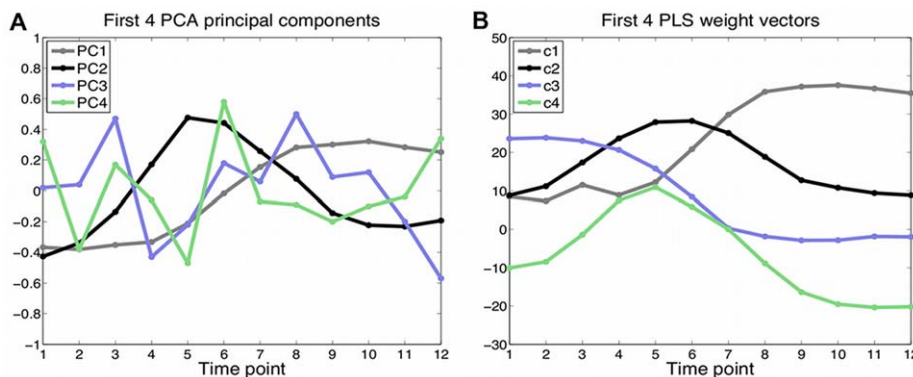 A
First 4 PCA principal components
1
0.8
0.6
0.4
0.2
0
−0.2
−0.4
−0.6
−0.8
−1
PC1
PC2
PC3
PC4
1 2 3 4 5 6 7 8 9 10 11 12
Time point
B
First 4 PLS weight vectors
50
40
30
20
10
0
−10
−20
−30
c1
c2
c3
c4
1 2 3 4 5 6 7 8 9 10 11 12
Time point